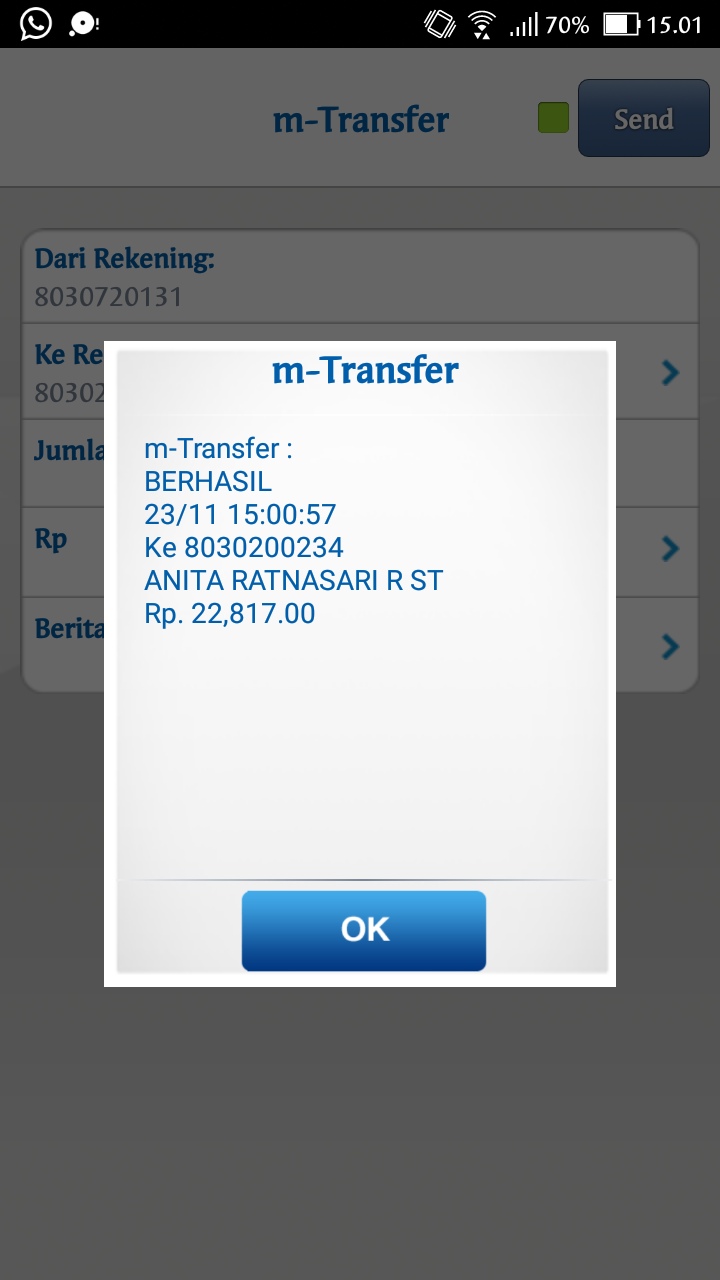 70% 15.01
m-Transfer
Send
Dari Rekening:
8030720131
Ke Re
80302
Jumla
Rp
Berita
m-Transfer
m-Transfer :
BERHASIL
23/11 15:00:57
Ke 8030200234
ANITA RATNASARI R ST
Rp. 22,817.00
OK